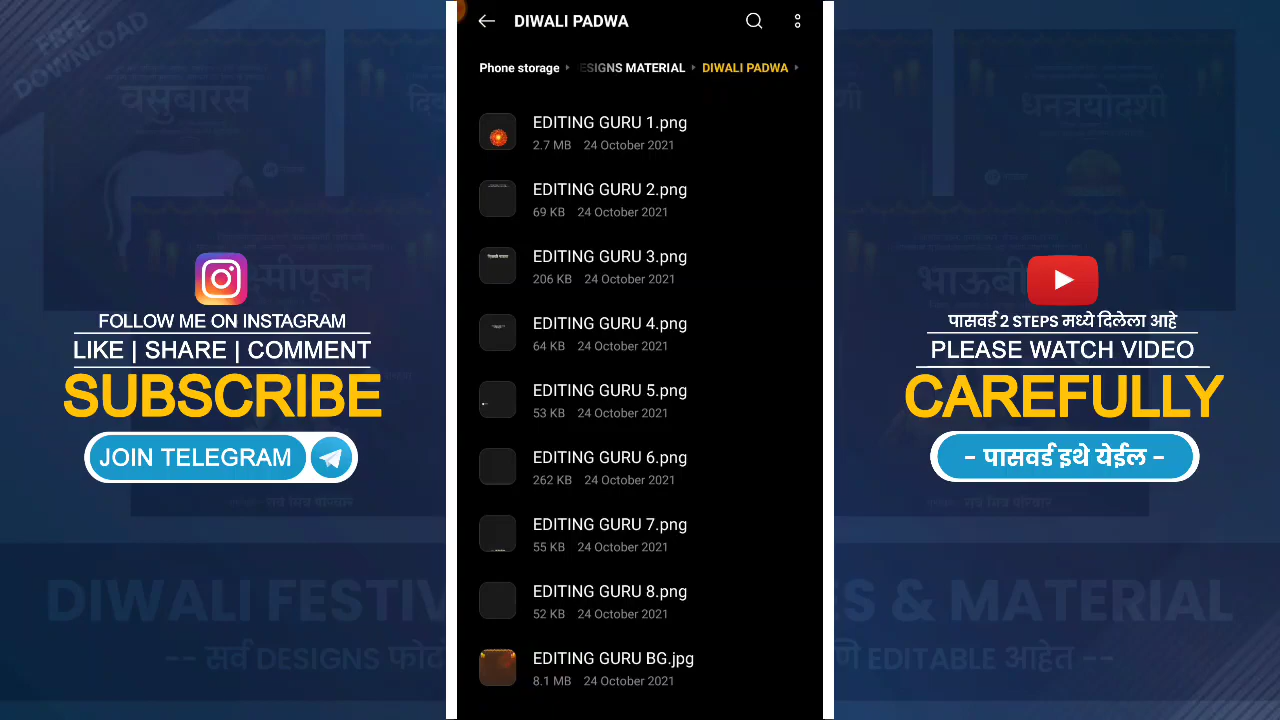 FREE
DOWNLOAD
वसुबारस
धनत्रयोदशी
FOLLOW ME ON INSTAGRAM
LIKE | SHARE | COMMENT
SUBSCRIBE
JOIN TELEGRAM
DIWALI PADWA
Phone storage
ESIGNS MATERIAL
DIWALI PADWA
EDITING GURU 1.png
2.7 MB 24 October 2021
EDITING GURU 2.png
69 KB 24 October 2021
EDITING GURU 3.png
206 KB 24 October 2021
EDITING GURU 4.png
64 KB 24 October 2021
EDITING GURU 5.png
53 KB 24 October 2021
EDITING GURU 6.png
262 KB 24 October 2021
EDITING GURU 7.png
55 KB 24 October 2021
EDITING GURU 8.png
52 KB 24 October 2021
EDITING GURU BG.jpg
8.1 MB 24 October 2021
पासवर्ड 2 STEPS मध्ये दिलेला आहे
PLEASE WATCH VIDEO
CAREFULLY
- पासवर्ड इथे येईल -
DIWALI FESTIV
S & MATERIAL
-- सर्व DESIGNS फोट
णि EDITABLE आहेत --